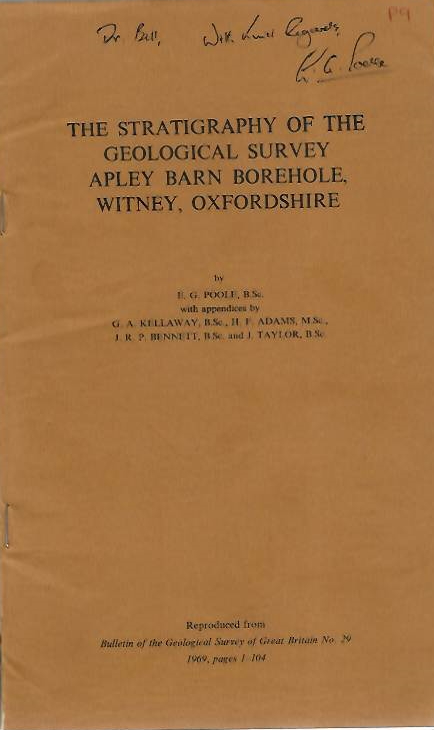 P9
Dr. Bell, With kind Regards,
E. G. Poole
THE STRATIGRAPHY OF THE
GEOLOGICAL SURVEY
APLEY BARN BOREHOLE,
WITNEY, OXFORDSHIRE
by
E. G. POOLE, B.Sc.
with appendices by
G. A. KELLAWAY, B.Sc., H. F. ADAMS, M.Sc.,
J. R. P. BENNETT, B.Sc. and J. TAYLOR, B.Sc.
Reproduced from
Bulletin of the Geological Survey of Great Britain No. 29
1969, pages 1-104